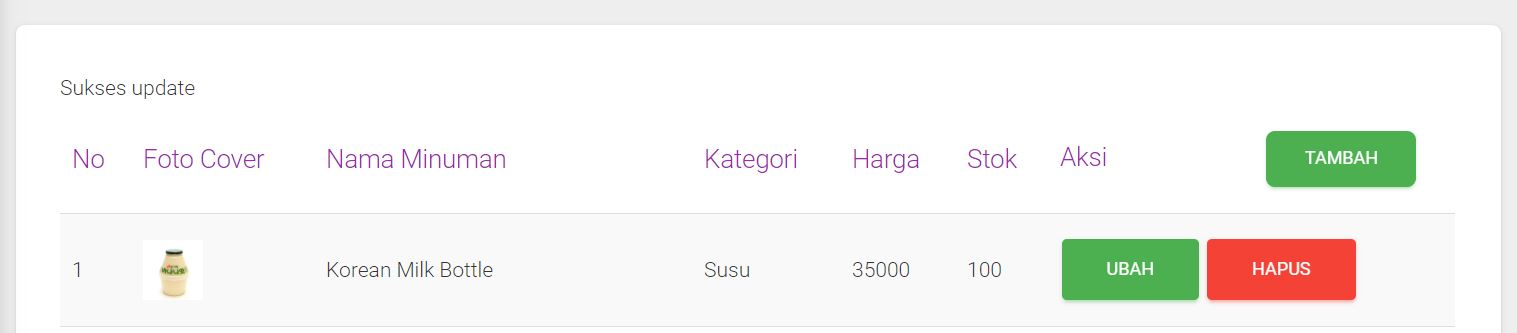 Sukses update
No Foto Cover Nama Minuman Kategori Harga Stok Aksi TAMBAH
1 Korean Milk Bottle Susu 35000 100 UBAH HAPUS